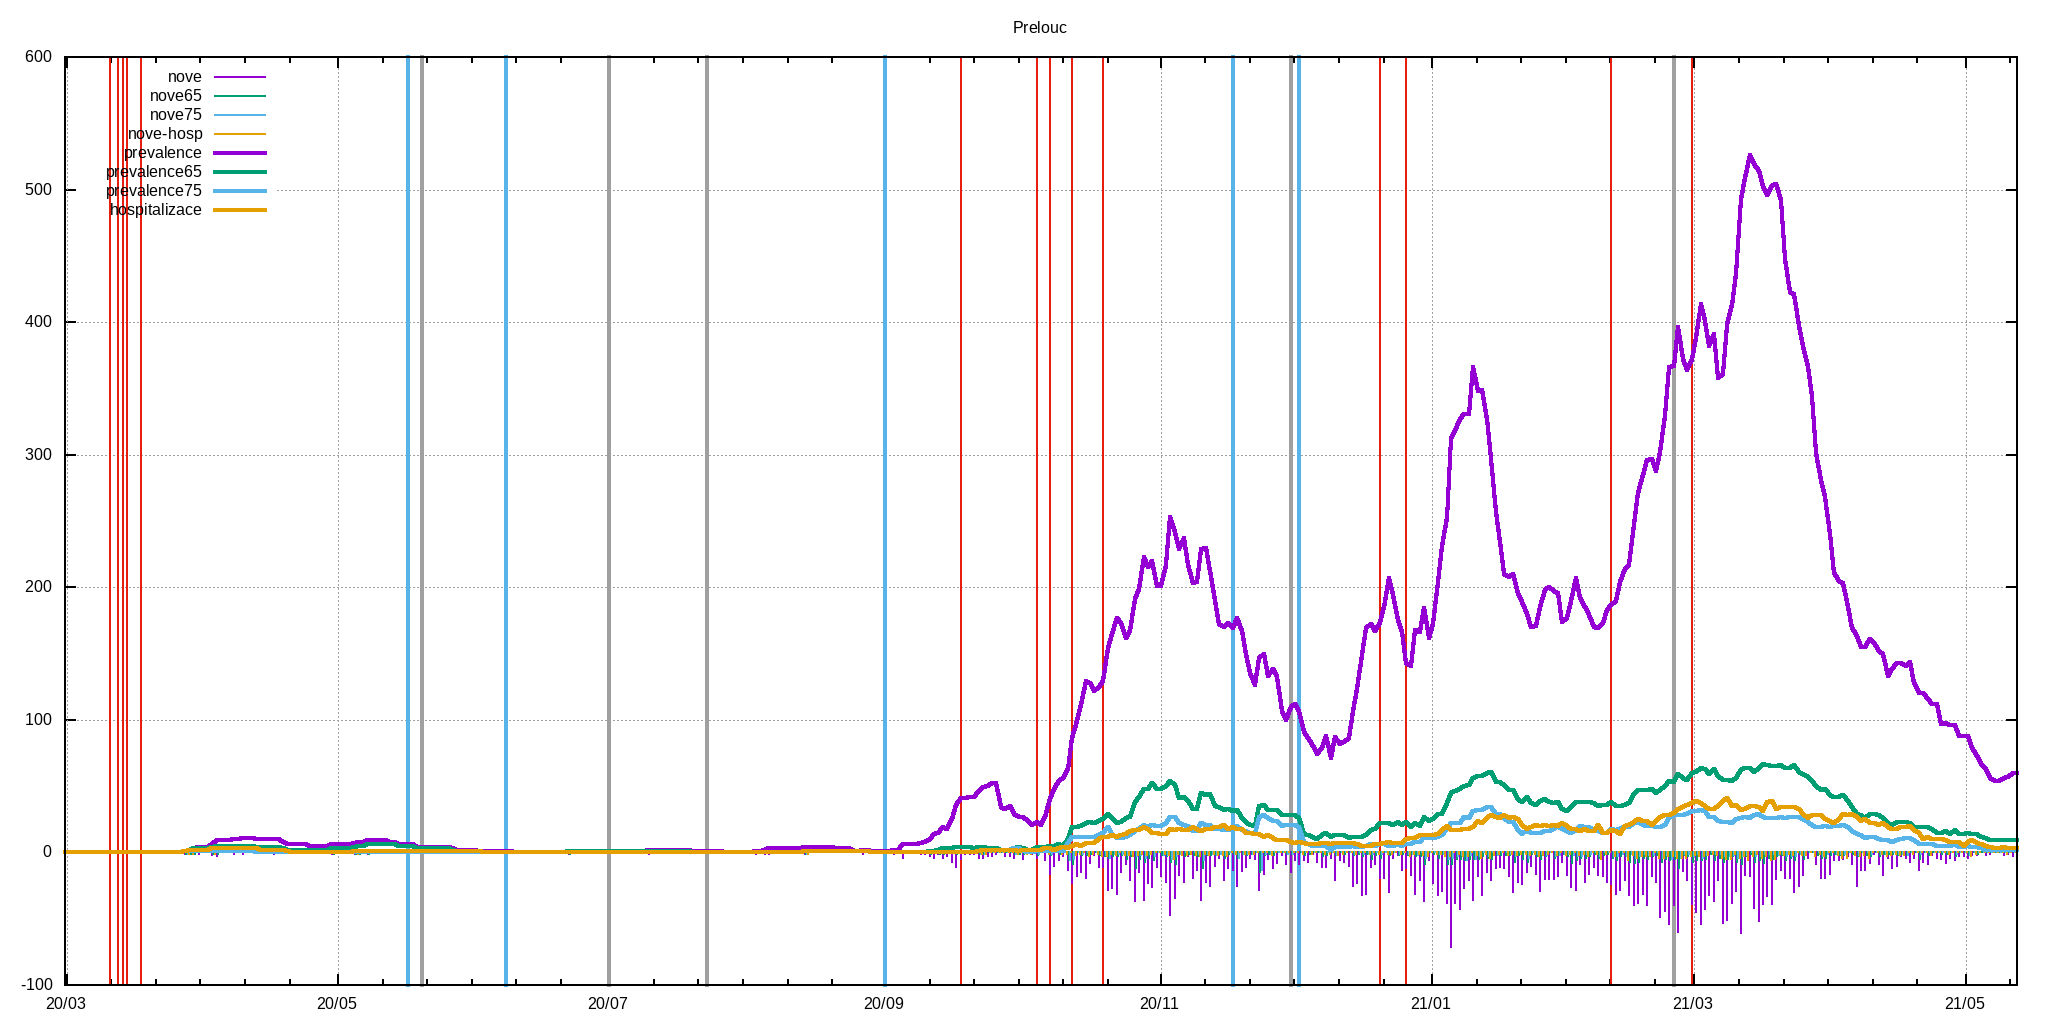 Prelouc
600
500
400
300
200
100
0
-100
nove
nove65
nove75
nove-hosp
prevalence
prevalence65
prevalence75
hospitalizace
20/03 20/05 20/07 20/09 20/11 21/01 21/03 21/05